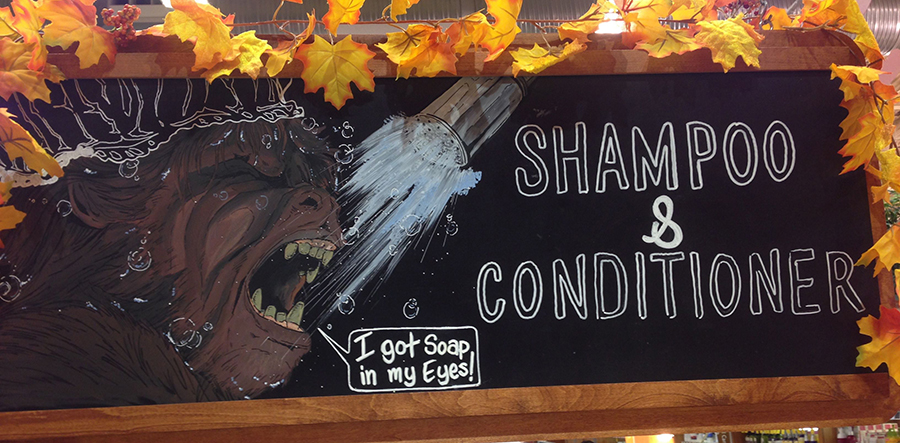 SHAMPOO
&
CONDITIONER
I got Soap
in my Eyes!